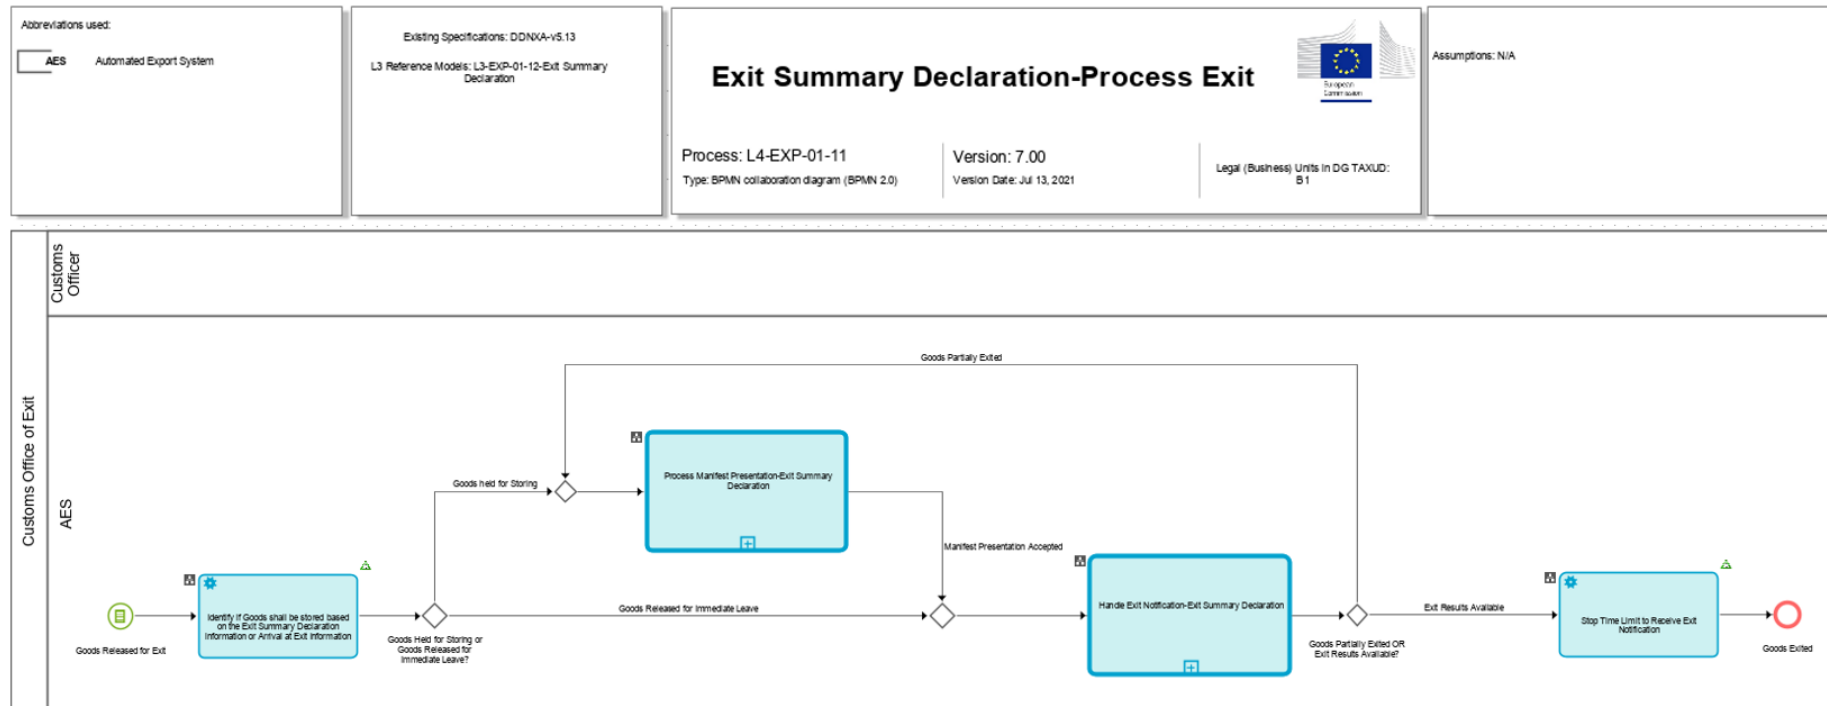 Abbreviations used:
AES Automated Export System
Existing Specifications: DDNXA-v5.13
L3 Reference Models: L3-EXP-01-12-Exit Summary
Declaration
Exit Summary Declaration-Process Exit
European
Commission
Process: L4-EXP-01-11
Type: BPMN collaboration diagram (BPMN 2.0)
Version: 7.00
Version Date: Jul 13, 2021
Legal (Business) Units in DG TAXUD:
B1
Assumptions: N/A
Customs Office of Exit
Customs
Officer
AES
Goods Partially Exited
Goods held for Storing
Process Manifest Presentation-Exit Summary
Declaration
Manifest Presentation Accepted
Goods Released for Exit
Identify if Goods shall be stored based
on the Exit Summary Declaration
Information or Arrival at Exit Information
Goods Held for Storing or
Goods Released for
Immediate Leave?
Goods Released for Immediate Leave
Handle Exit Notification-Exit Summary Declaration
Goods Partially Exited OR
Exit Results Available?
Exit Results Available
Stop Time Limit to Receive Exit
Notification
Goods Exited